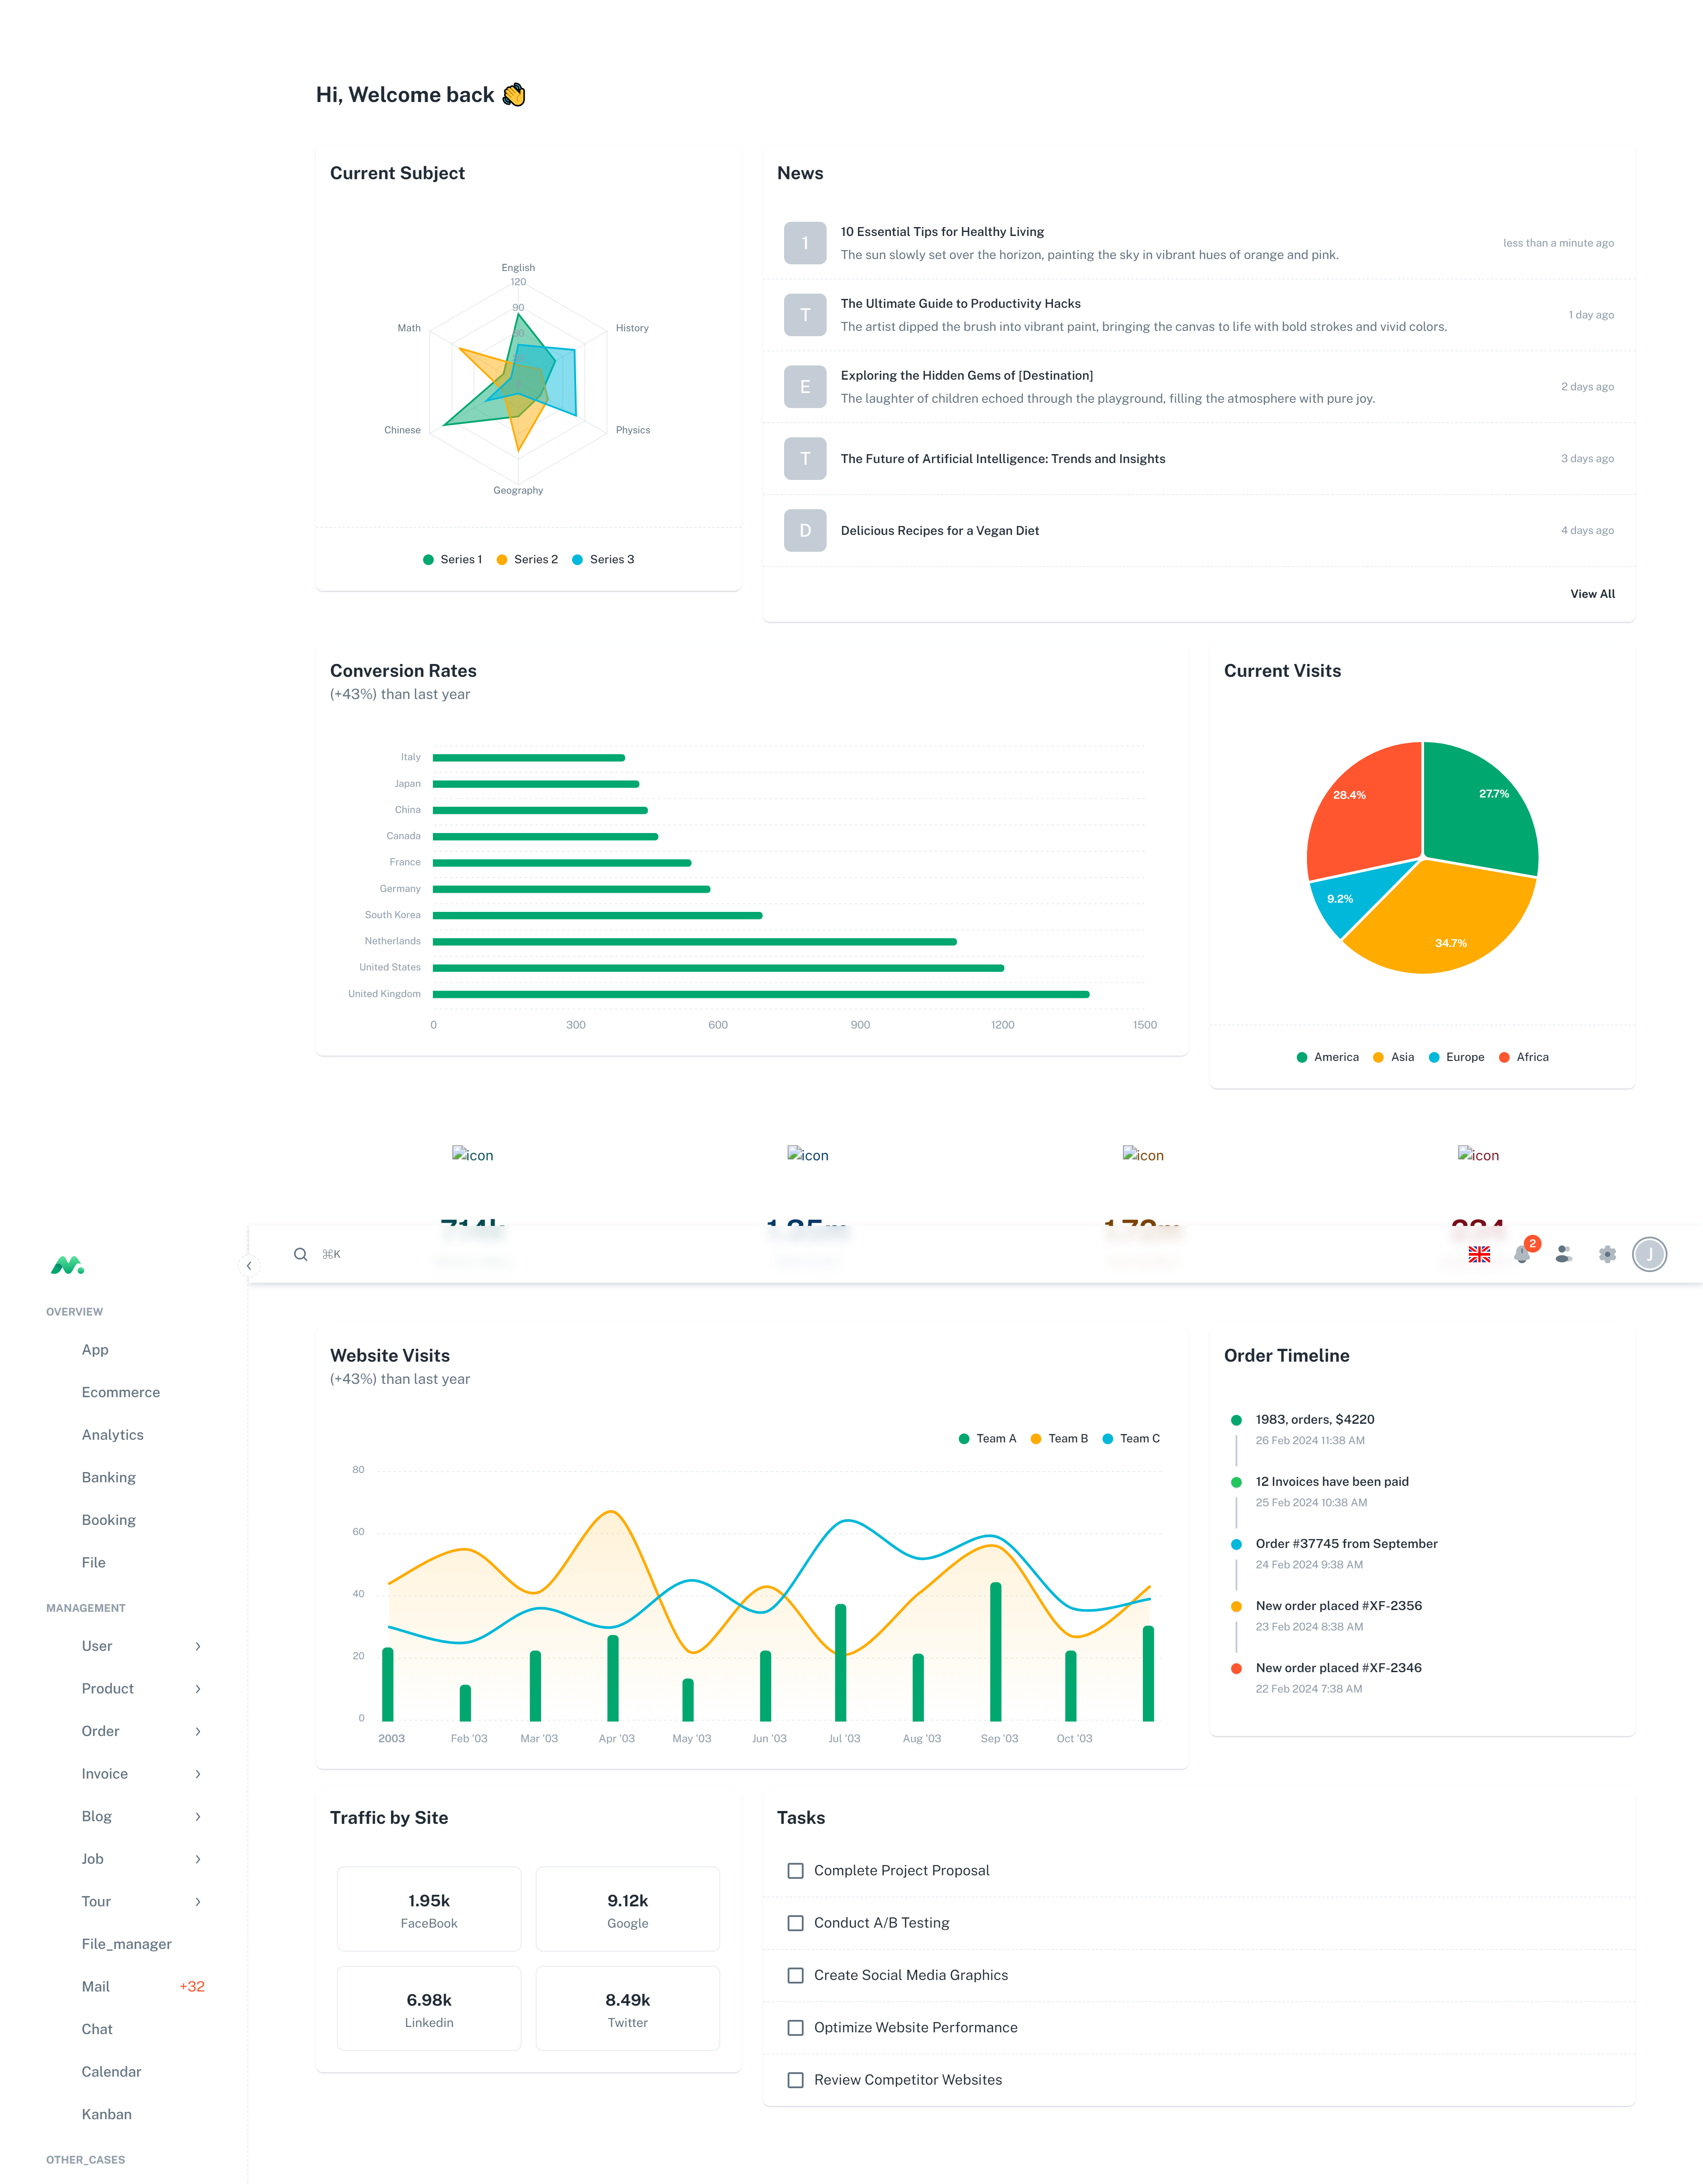 Hi, Welcome back 👋
Current Subject
English
120
90
60
History
Math
Chinese
Physics
Geography
Series 1
Series 2
Series 3
News
1
10 Essential Tips for Healthy Living
The sun slowly set over the horizon, painting the sky in vibrant hues of orange and pink.
less than a minute ago
T
The Ultimate Guide to Productivity Hacks
The artist dipped the brush into vibrant paint, bringing the canvas to life with bold strokes and vivid colors.
1 day ago
E
Exploring the Hidden Gems of [Destination]
The laughter of children echoed through the playground, filling the atmosphere with pure joy.
2 days ago
T
The Future of Artificial Intelligence: Trends and Insights
3 days ago
D
Delicious Recipes for a Vegan Diet
4 days ago
View All
Conversion Rates
(+43%) than last year
Italy
Japan
China
Canada
France
Germany
South Korea
Netherlands
United States
United Kingdom
0 300 600 900 1200 1500
Current Visits
28.4%
27.7%
9.2%
34.7%
America
Asia
Europe
Africa
icon
icon
icon
icon
714k
1.35m
1.72m
234
⌘K
2
J
OVERVIEW
App
Ecommerce
Analytics
Banking
Booking
File
MANAGEMENT
User
Product
Order
Invoice
Blog
Job
Tour
File_manager
Mail +32
Chat
Calendar
Kanban
OTHER_CASES
Website Visits
(+43%) than last year
Team A
Team B
Team C
80
60
40
20
0
2003 Feb '03 Mar '03 Apr '03 May '03 Jun '03 Jul '03 Aug '03 Sep '03 Oct '03
Order Timeline
1983, orders, $4220
26 Feb 2024 11:38 AM
12 Invoices have been paid
25 Feb 2024 10:38 AM
Order #37745 from September
24 Feb 2024 9:38 AM
New order placed #XF-2356
23 Feb 2024 8:38 AM
New order placed #XF-2346
22 Feb 2024 7:38 AM
Traffic by Site
1.95k
FaceBook
9.12k
Google
6.98k
Linkedin
8.49k
Twitter
Tasks
Complete Project Proposal
Conduct A/B Testing
Create Social Media Graphics
Optimize Website Performance
Review Competitor Websites